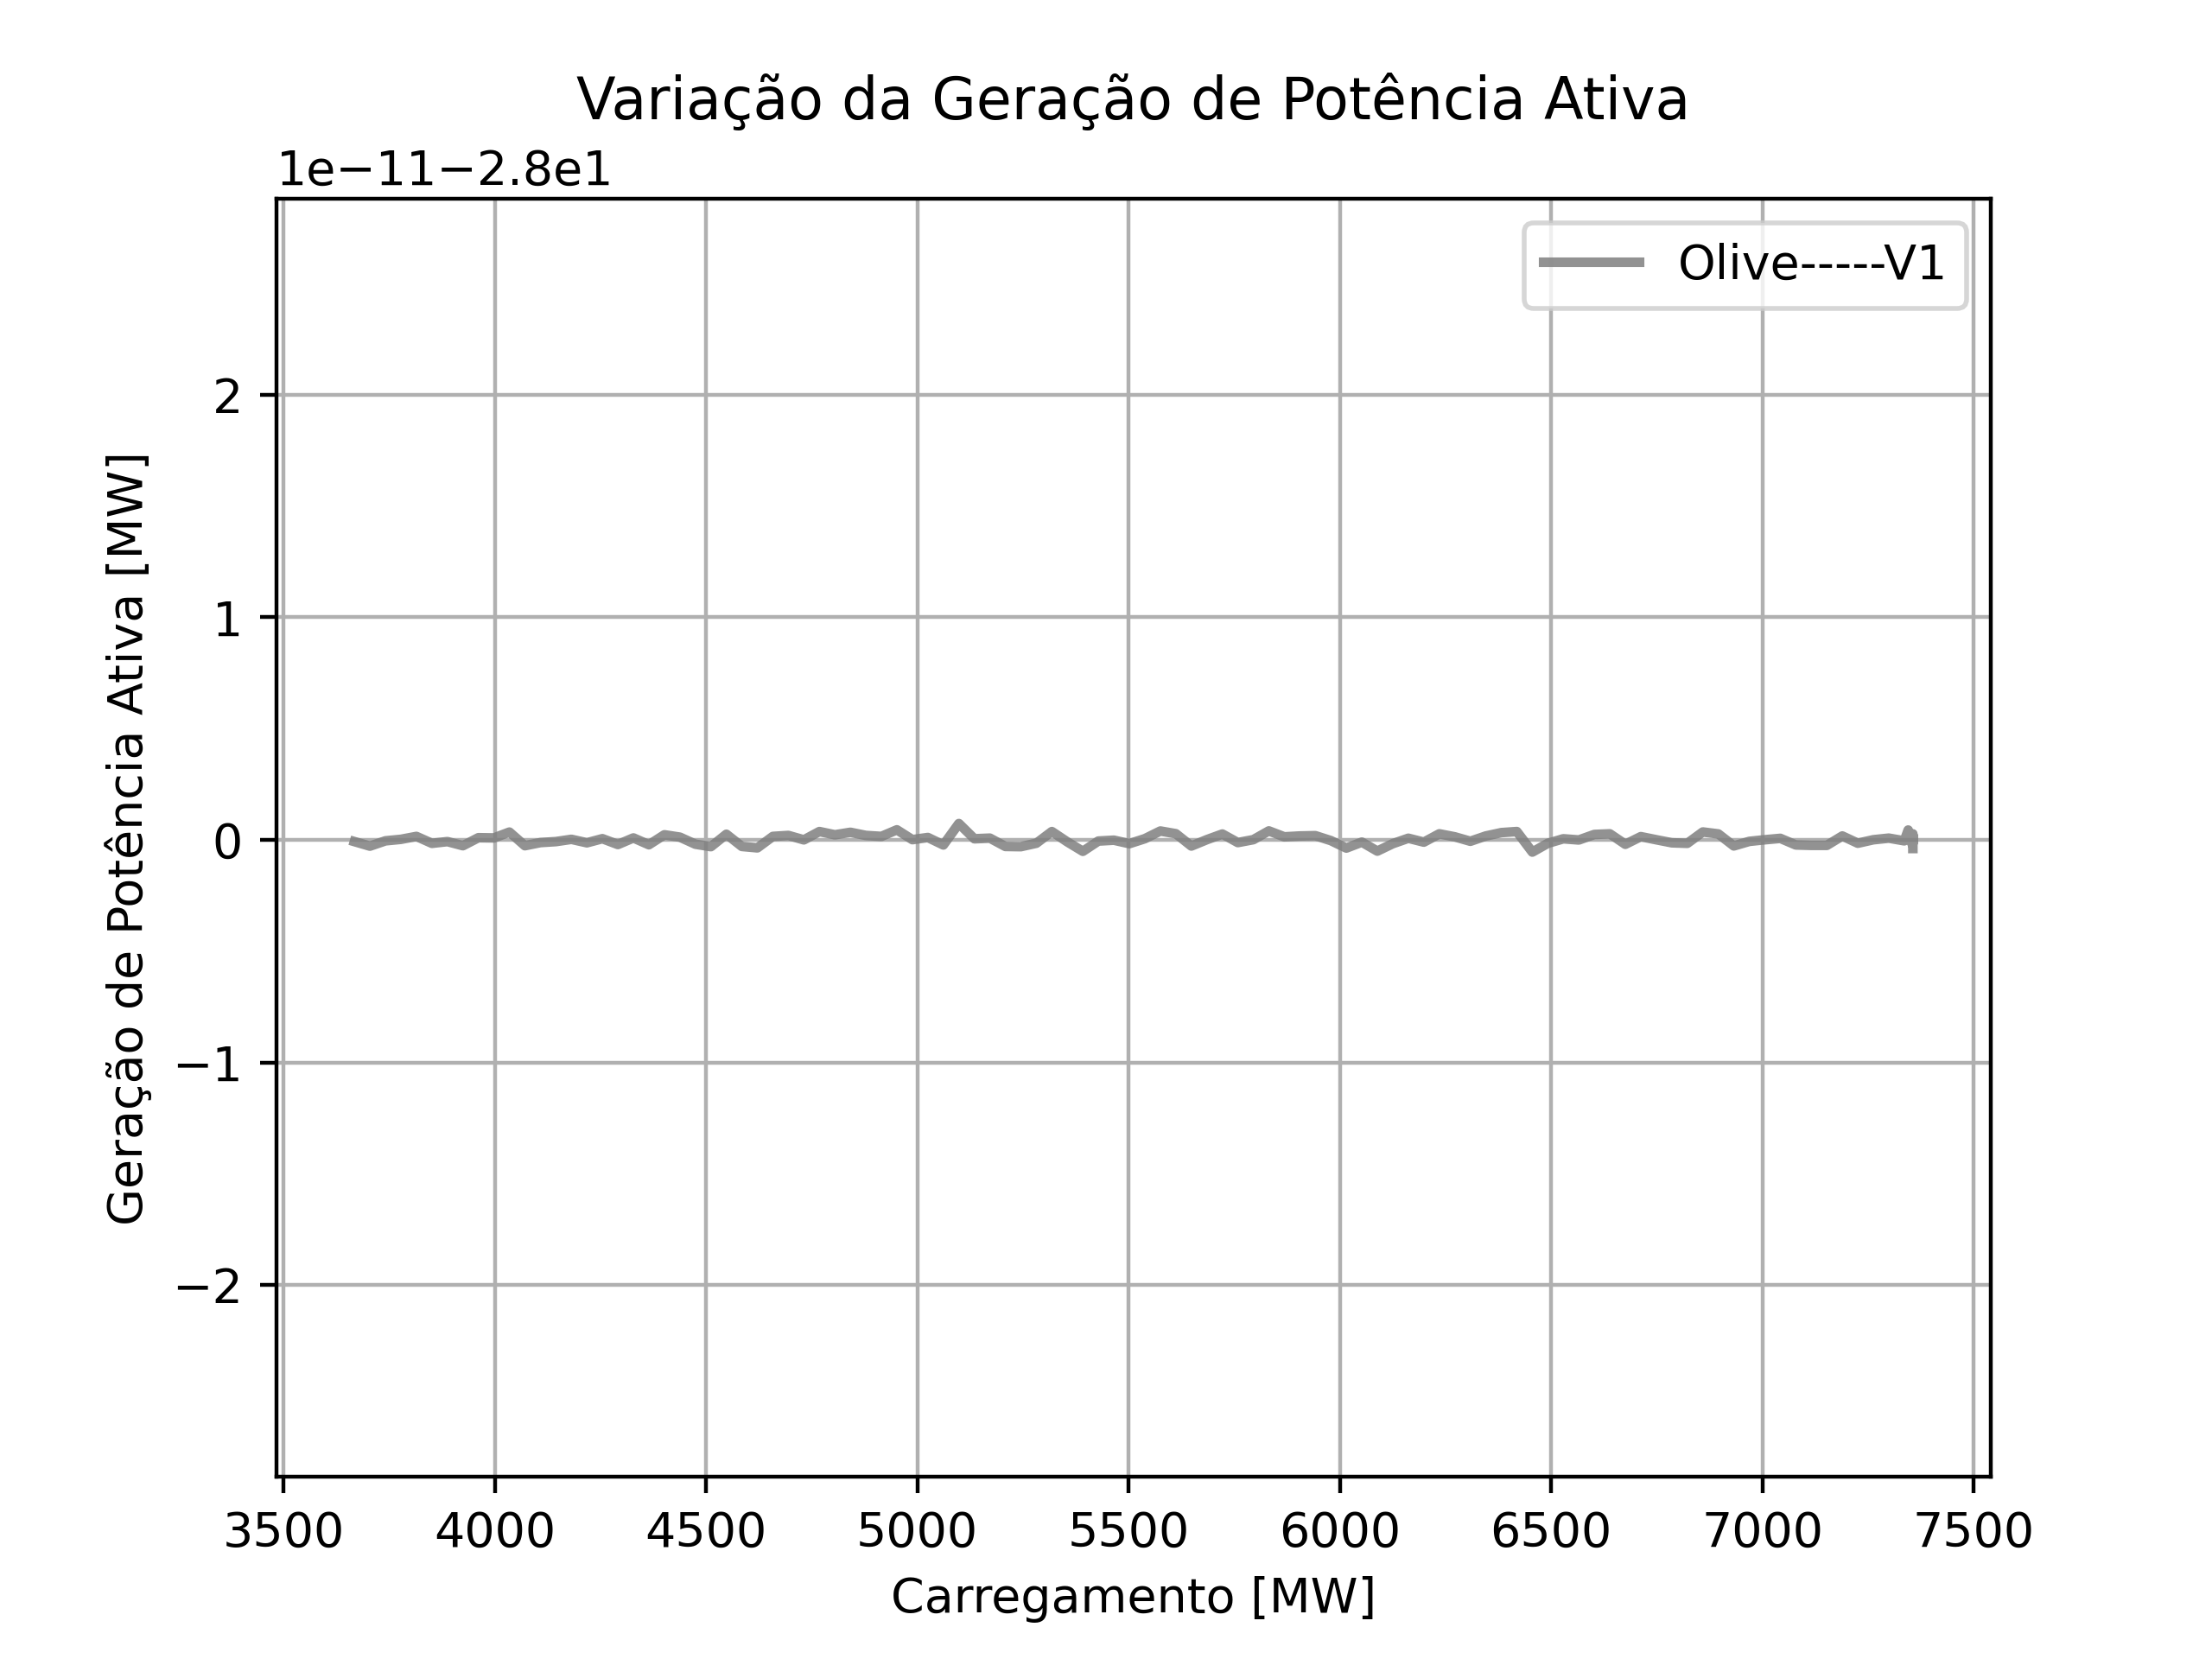 Variação da Geração de Potência Ativa
1e−11−2.8e1
Olive-----V1
2
1
0
−1
−2
Geração de Potência Ativa [MW]
3500 4000 4500 5000 5500 6000 6500 7000 7500
Carregamento [MW]